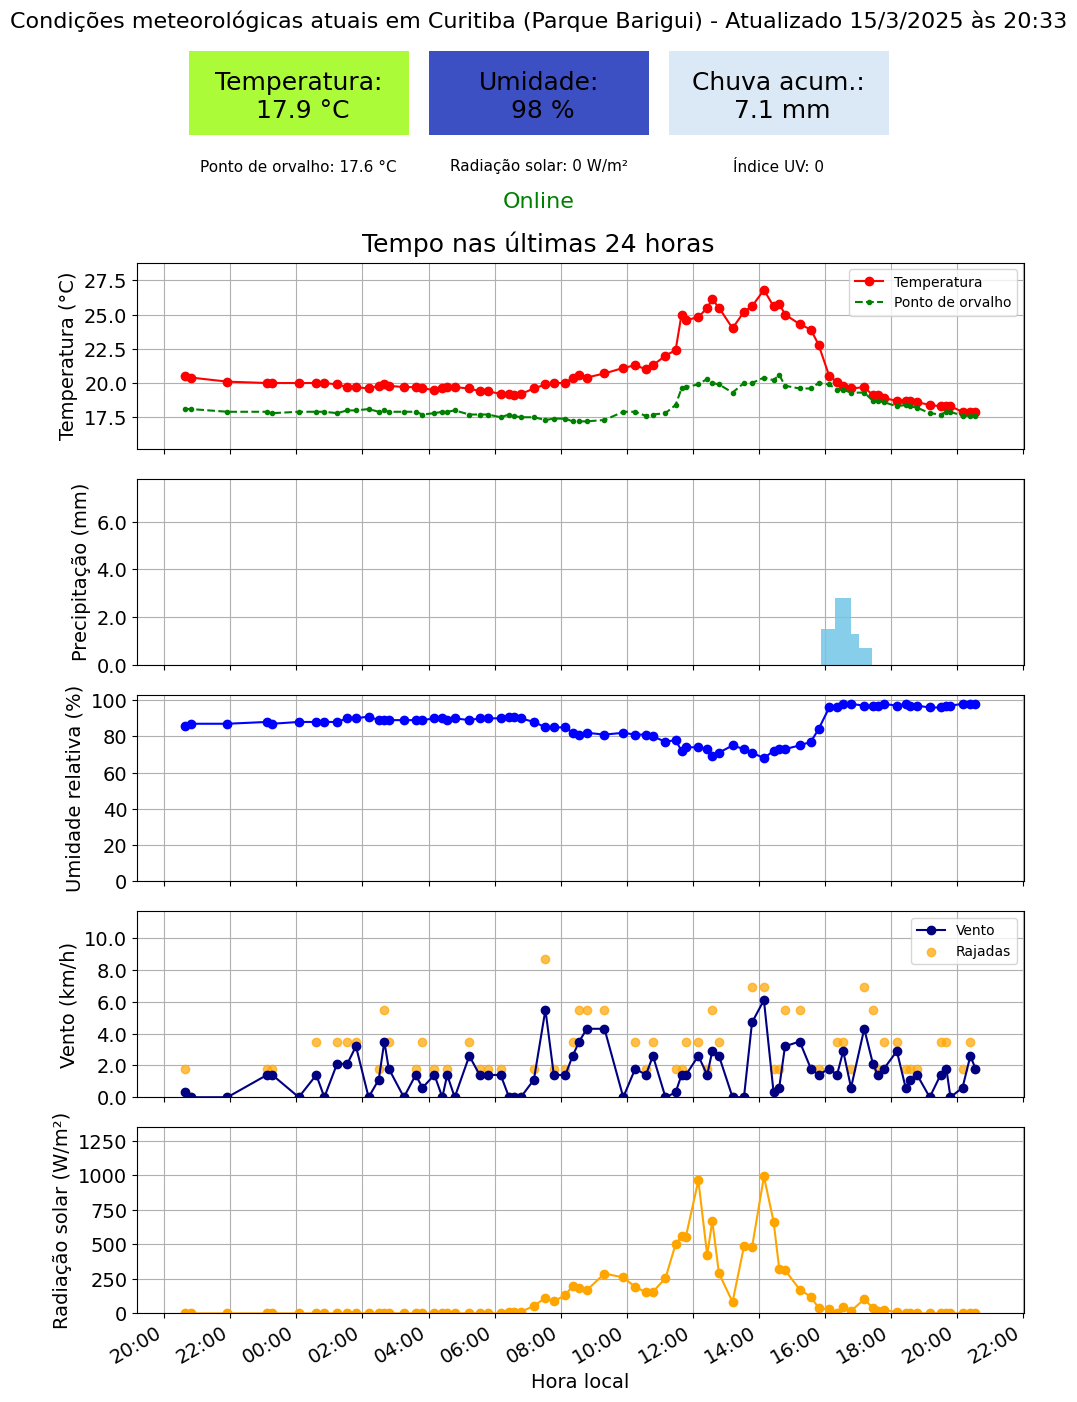 Condições meteorológicas atuais em Curitiba (Parque Barigui) - Atualizado 15/3/2025 às 20:33
Temperatura:
17.9 °C
Umidade:
98 %
Chuva acum.:
7.1 mm
Ponto de orvalho: 17.6 °C
Radiação solar: 0 W/m²
Índice UV: 0
Online
Tempo nas últimas 24 horas
Temperatura (°C)
27.5
25.0
22.5
20.0
17.5
Temperatura
Ponto de orvalho
Precipitação (mm)
6.0
4.0
2.0
0.0
Umidade relativa (%)
100
80
60
40
20
0
Vento (km/h)
10.0
8.0
6.0
4.0
2.0
0.0
Vento
Rajadas
Radiação solar (W/m²)
1250
1000
750
500
250
0
20:00
22:00
00:00
02:00
04:00
06:00
08:00
10:00
12:00
14:00
16:00
18:00
20:00
22:00
Hora local